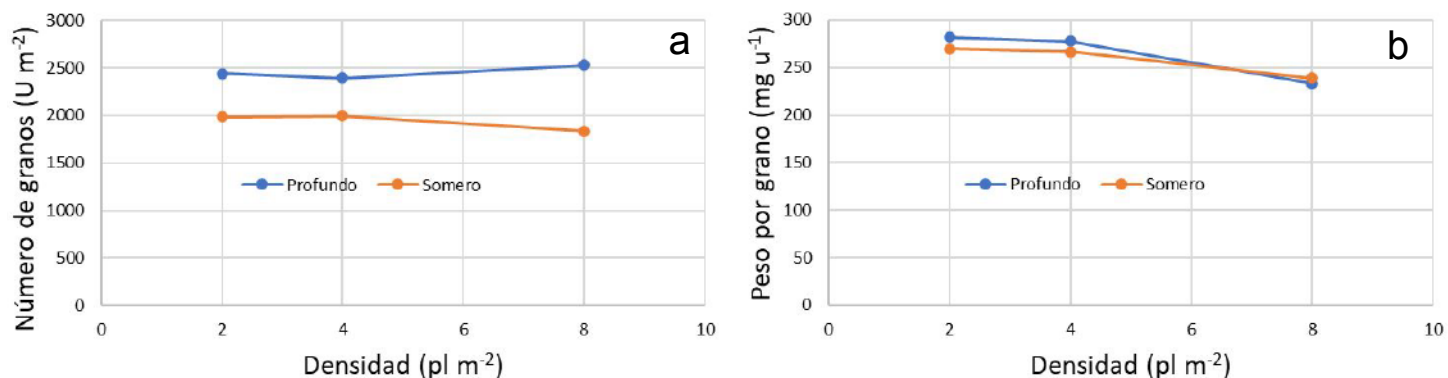 a
Número de granos (U m⁻²)
3000
2500
2000
1500
1000
500
0
Profundo Somero
0 2 4 6 8 10
Densidad (pl m⁻²)
b
Peso por grano (mg u⁻¹)
300
250
200
150
100
50
0
Profundo Somero
0 2 4 6 8 10
Densidad (pl m⁻²)